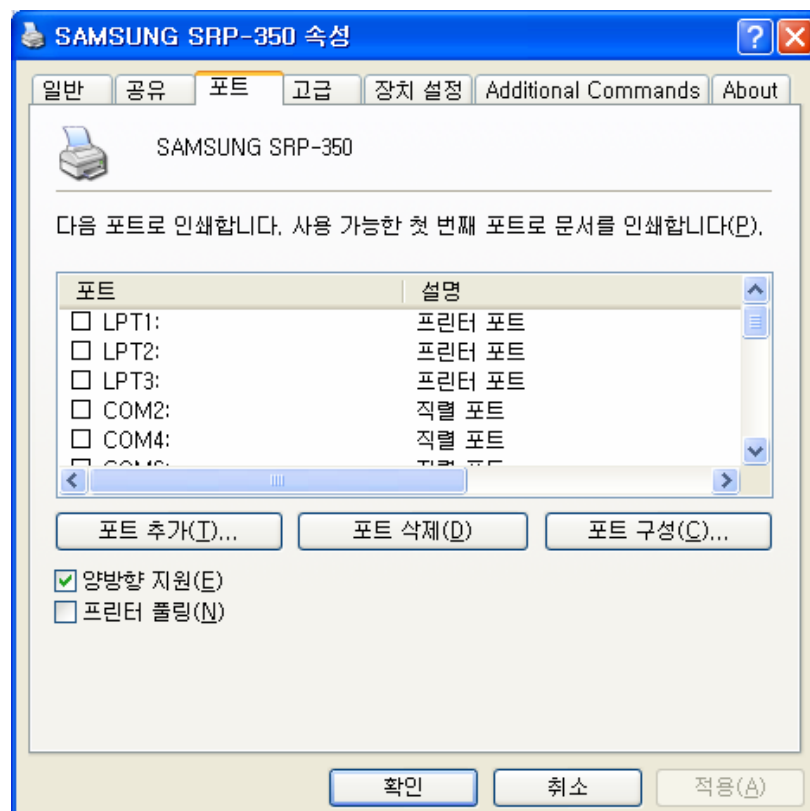 SAMSUNG SRP-350 속성
일반 공유 포트 고급 장치 설정 Additional Commands About
SAMSUNG SRP-350
다음 포트로 인쇄합니다. 사용 가능한 첫 번째 포트로 문서를 인쇄합니다(P).
포트 설명
LPT1: 프린터 포트
LPT2: 프린터 포트
LPT3: 프린터 포트
COM2: 직렬 포트
COM4: 직렬 포트
직렬 포트
포트 추가(T)... 포트 삭제(D) 포트 구성(C)...
양방향 지원(E)
프린터 풀링(N)
확인 취소 적용(A)